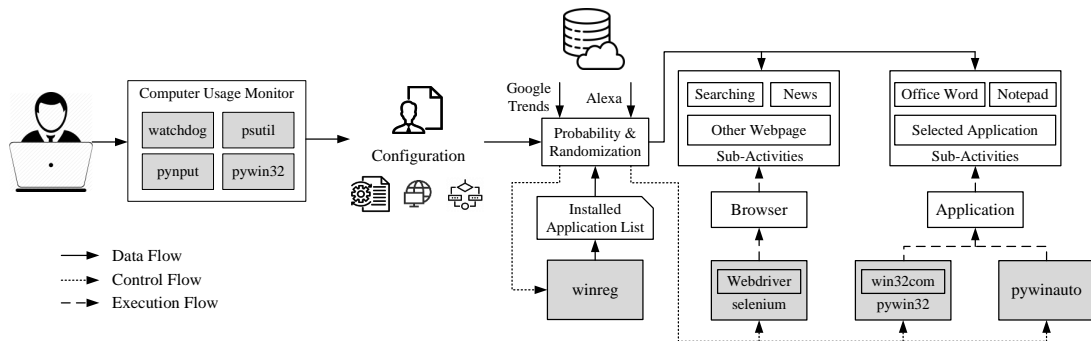 Computer Usage Monitor
watchdog
psutil
pynput
pywin32
Configuration
Google
Trends
Alexa
Probability &
Randomization
Installed
Application List
winreg
Searching
News
Other Webpage
Sub-Activities
Browser
Webdriver
selenium
Office Word
Notepad
Selected Application
Sub-Activities
Application
win32com
pywin32
pywinauto
Data Flow
Control Flow
Execution Flow